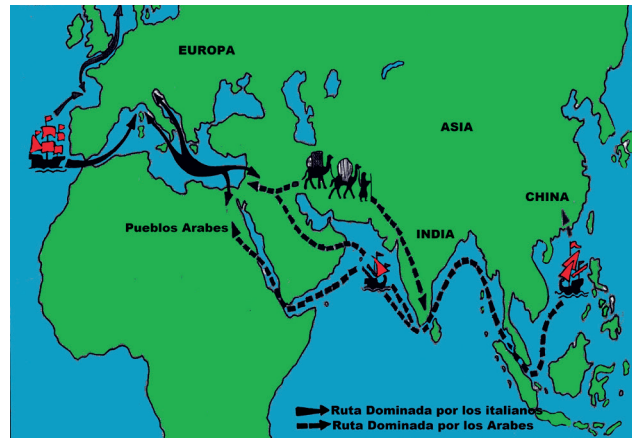 EUROPA
ASIA
CHINA
Pueblos Arabes
INDIA
Ruta Dominada por los italianos
Ruta Dominada por los Arabes